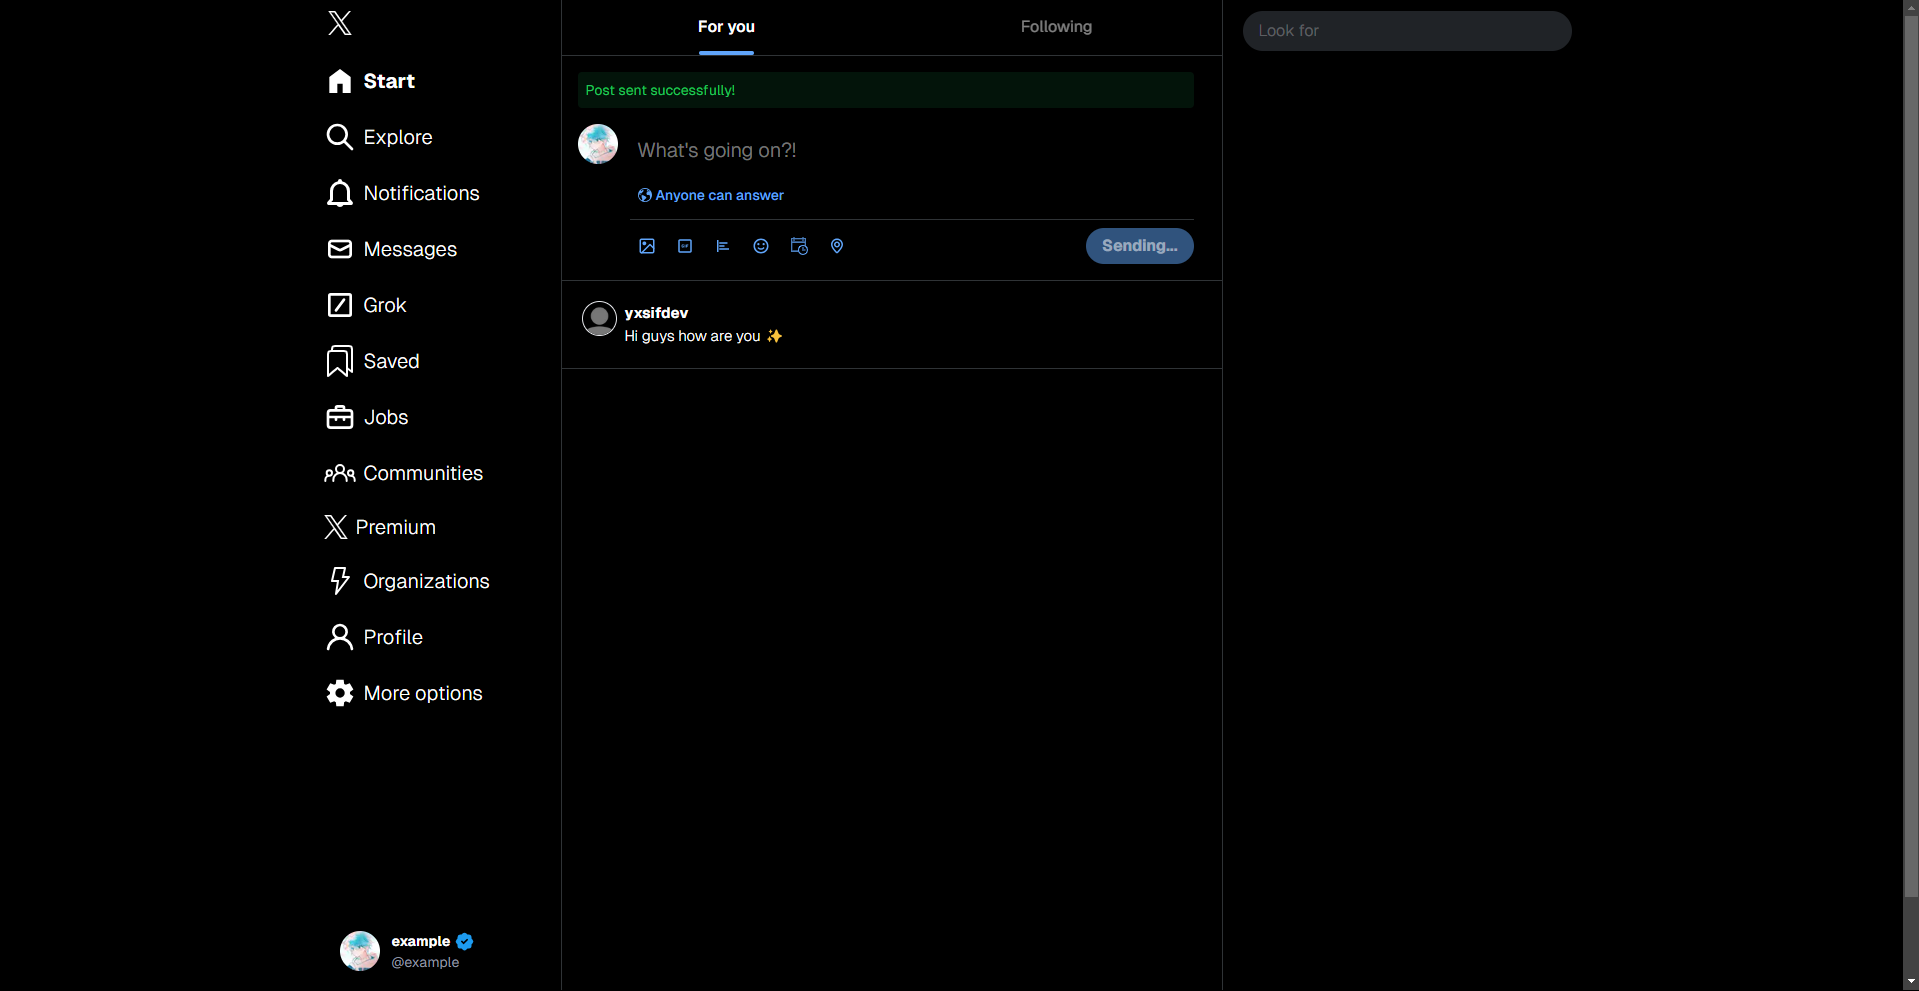 Start
Explore
Notifications
Messages
Grok
Saved
Jobs
Communities
Premium
Organizations
Profile
More options
example
@example
For you
Following
Post sent successfully!
What's going on?!
Anyone can answer
Sending...
yxsifdev
Hi guys how are you ✨
Look for